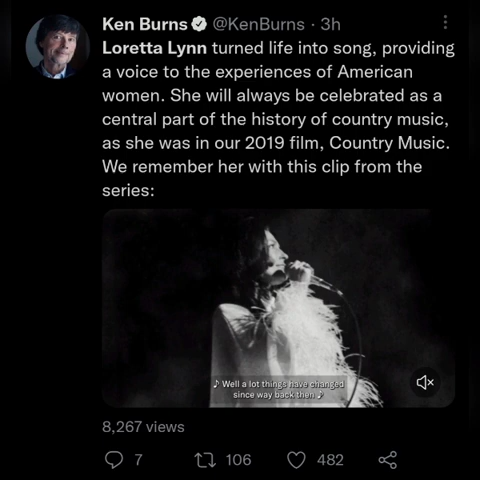 Ken Burns @KenBurns · 3h
Loretta Lynn turned life into song, providing
a voice to the experiences of American
women. She will always be celebrated as a
central part of the history of country music,
as she was in our 2019 film, Country Music.
We remember her with this clip from the
series:
♪ Well a lot things have changed
since way back then ♪
8,267 views
7 106 482